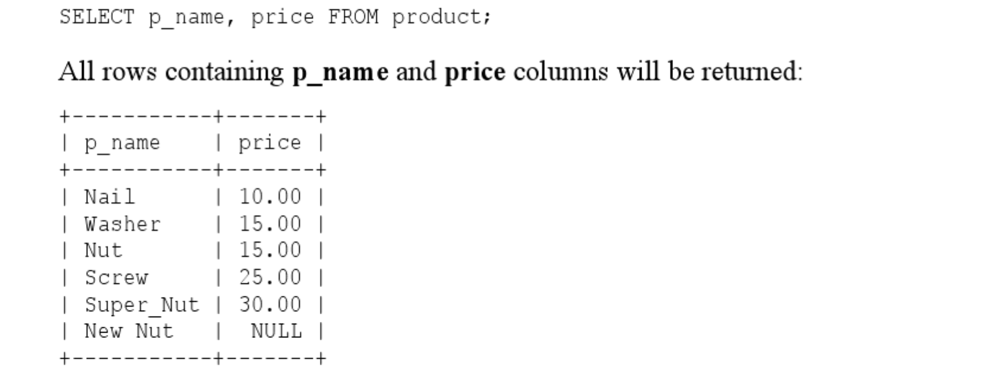 SELECT p_name, price FROM product;
All rows containing p_name and price columns will be returned:
+-----------+-------+
| p_name    | price |
+-----------+-------+
| Nail      | 10.00 |
| Washer    | 15.00 |
| Nut       | 15.00 |
| Screw     | 25.00 |
| Super_Nut | 30.00 |
| New Nut   |  NULL |
+-----------+-------+